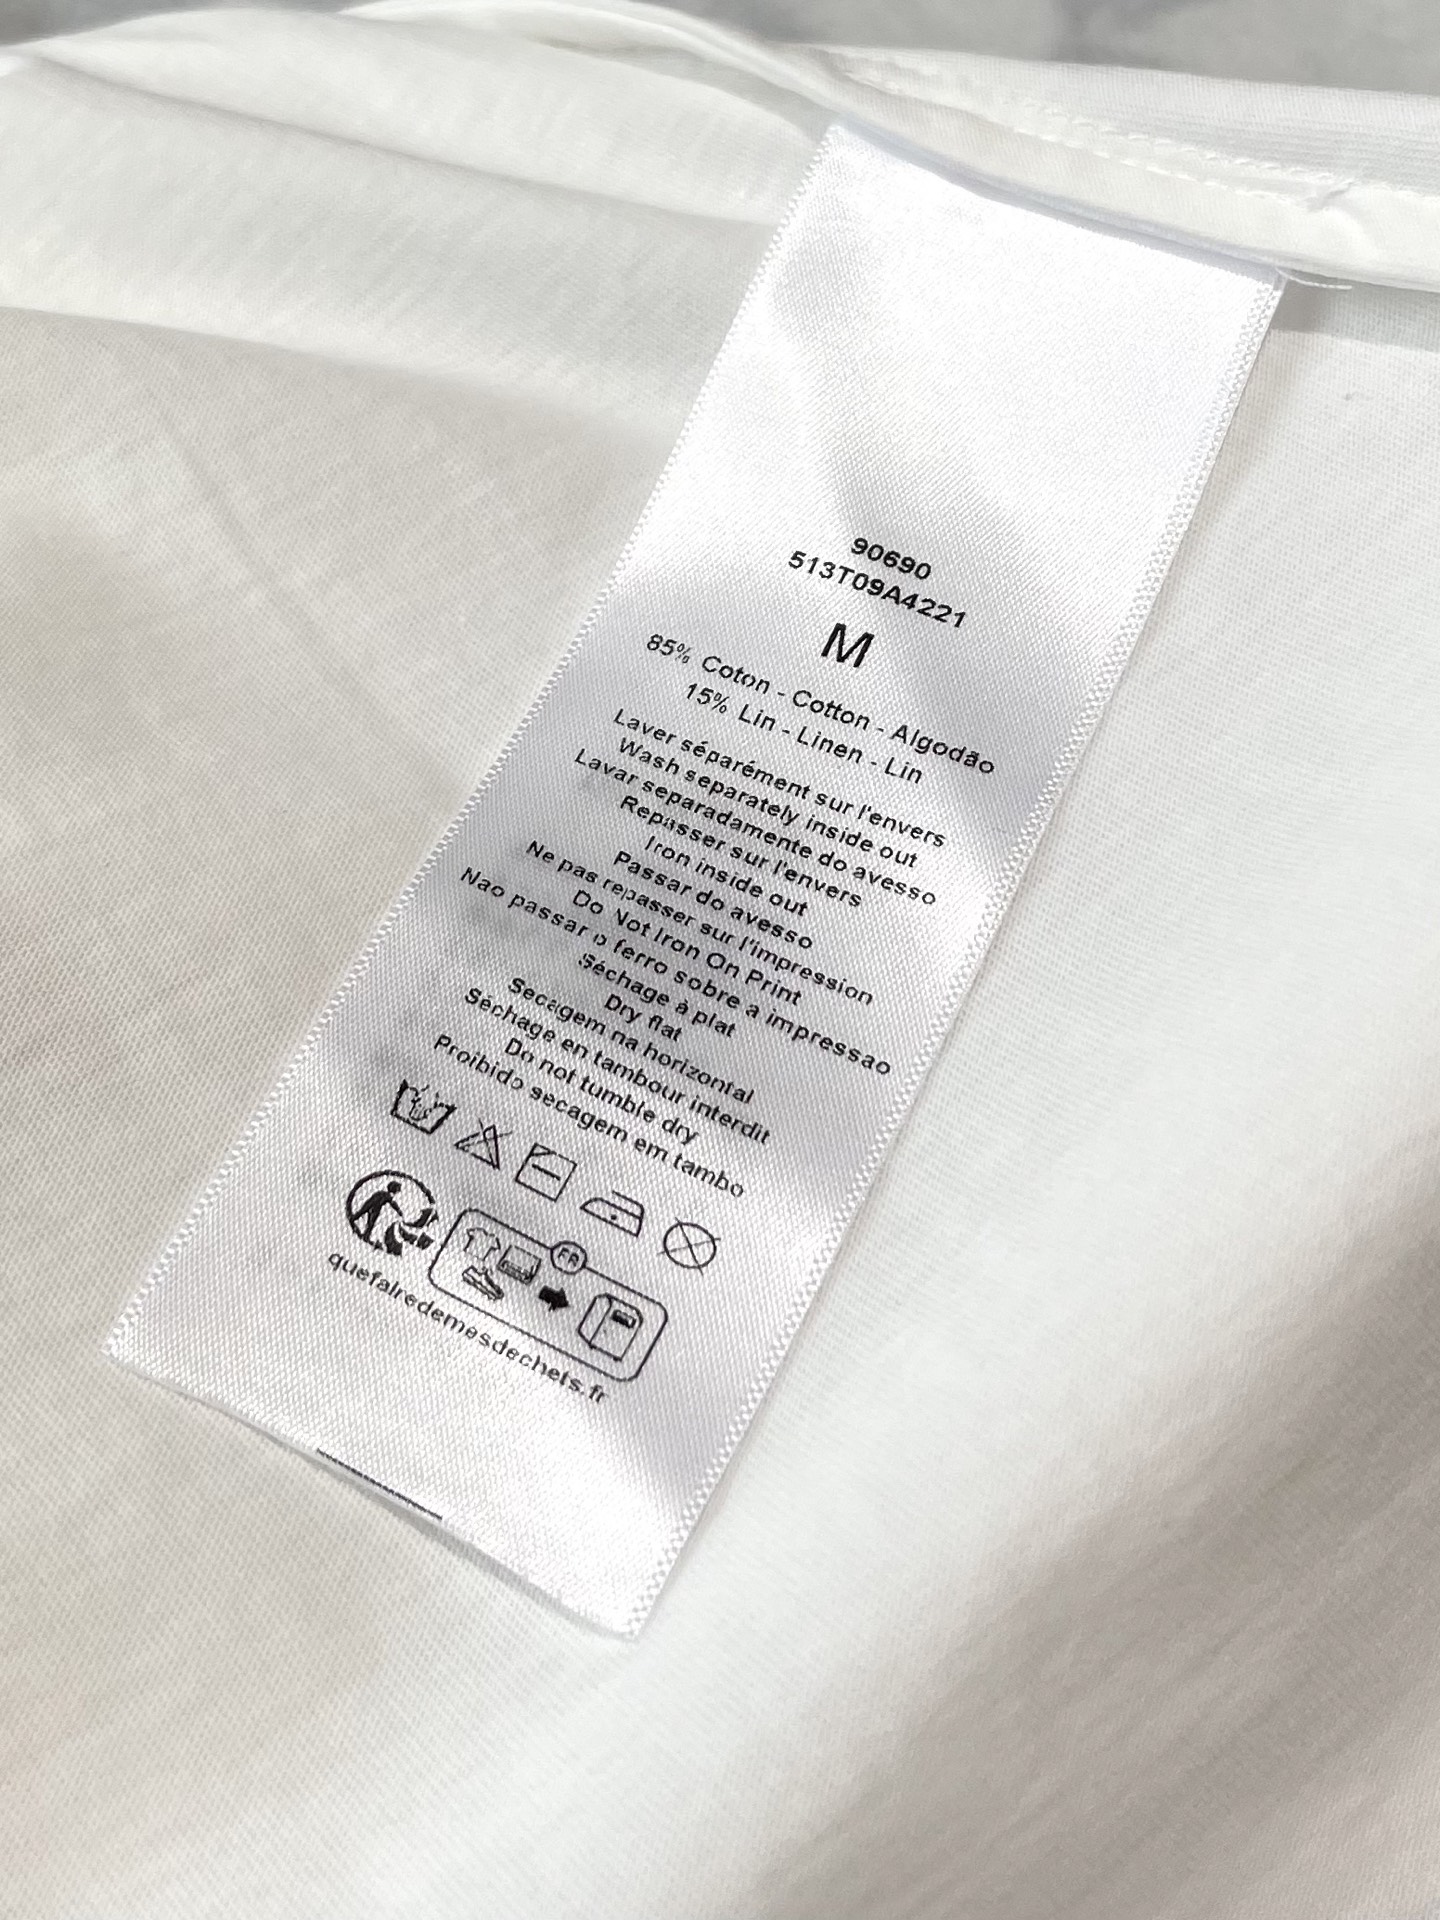 90690
513T09A4221
M
85% Coton - Cotton - Algodão
15% Lin - Linen - Lin
Laver séparément sur l'envers
Wash separately inside out
Lavar separadamente do avesso
Repasser sur l'envers
Iron inside out
Passar do avesso
Ne pas repasser sur l'impression
Do Not Iron On Print
Nao passar o ferro sobre a impressao
Séchage à plat
Dry flat
Secagem na horizontal
Séchage en tambour interdit
Do not tumble dry
Proibido secagem em tambo
FR
quefairedemesdechets.fr